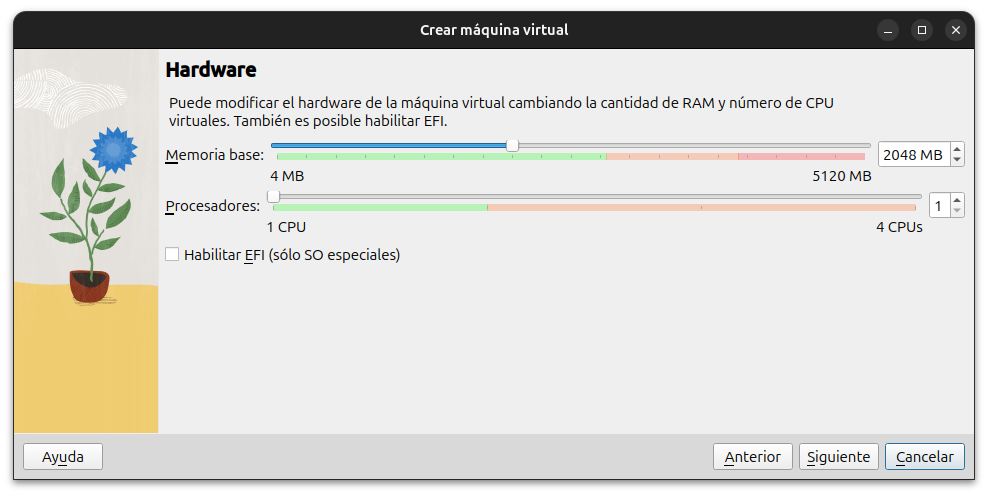 Crear máquina virtual
Hardware
Puede modificar el hardware de la máquina virtual cambiando la cantidad de RAM y número de CPU
virtuales. También es posible habilitar EFI.
Memoria base: 2048 MB
4 MB 5120 MB
Procesadores: 1
1 CPU 4 CPUs
Habilitar EFI (sólo SO especiales)
Ayuda Anterior Siguiente Cancelar